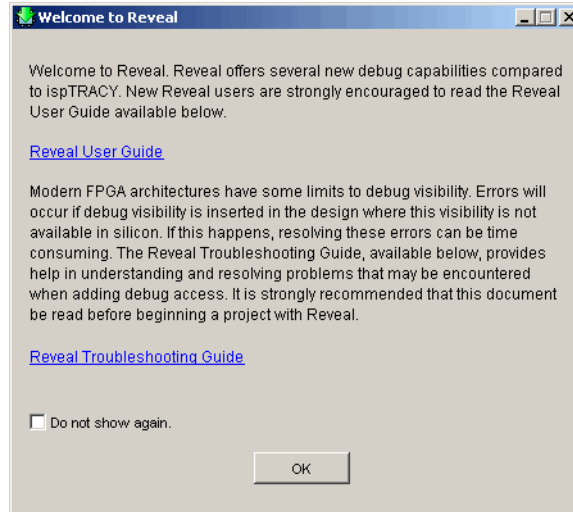 Welcome to Reveal
Welcome to Reveal. Reveal offers several new debug capabilities compared
to ispTRACY. New Reveal users are strongly encouraged to read the Reveal
User Guide available below.
Reveal User Guide
Modern FPGA architectures have some limits to debug visibility. Errors will
occur if debug visibility is inserted in the design where this visibility is not
available in silicon. If this happens, resolving these errors can be time
consuming. The Reveal Troubleshooting Guide, available below, provides
help in understanding and resolving problems that may be encountered
when adding debug access. It is strongly recommended that this document
be read before beginning a project with Reveal.
Reveal Troubleshooting Guide
Do not show again.
OK